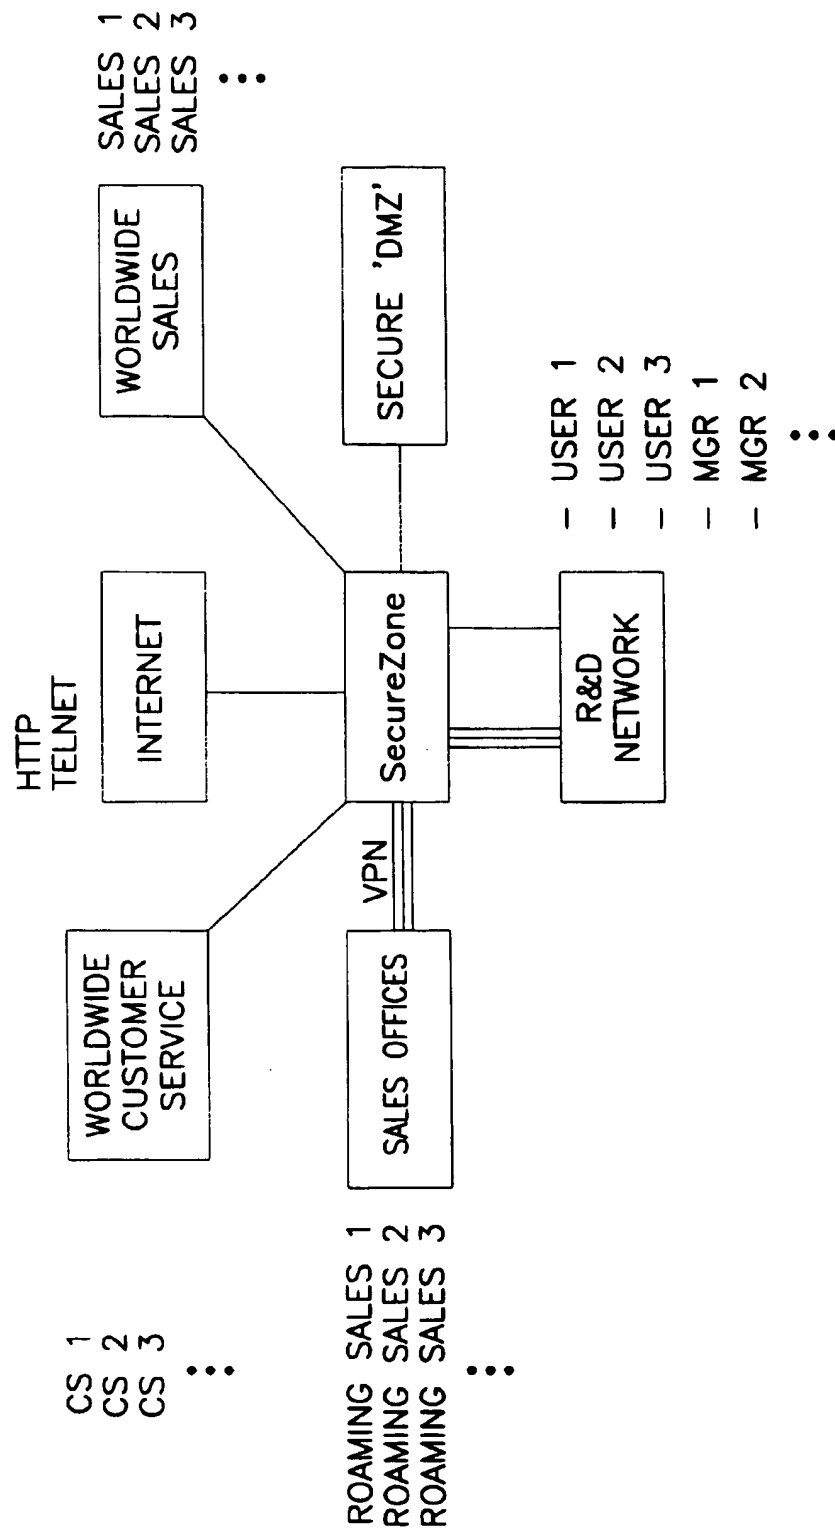 HTTP
TELNET
CS 1
CS 2
CS 3
•••
WORLDWIDE
CUSTOMER
SERVICE
INTERNET
WORLDWIDE
SALES
SALES 1
SALES 2
SALES 3
•••
ROAMING SALES 1
ROAMING SALES 2
ROAMING SALES 3
•••
SALES OFFICES
VPN
SecureZone
SECURE 'DMZ'
R&D
NETWORK
– USER 1
– USER 2
– USER 3
– MGR 1
– MGR 2
•••